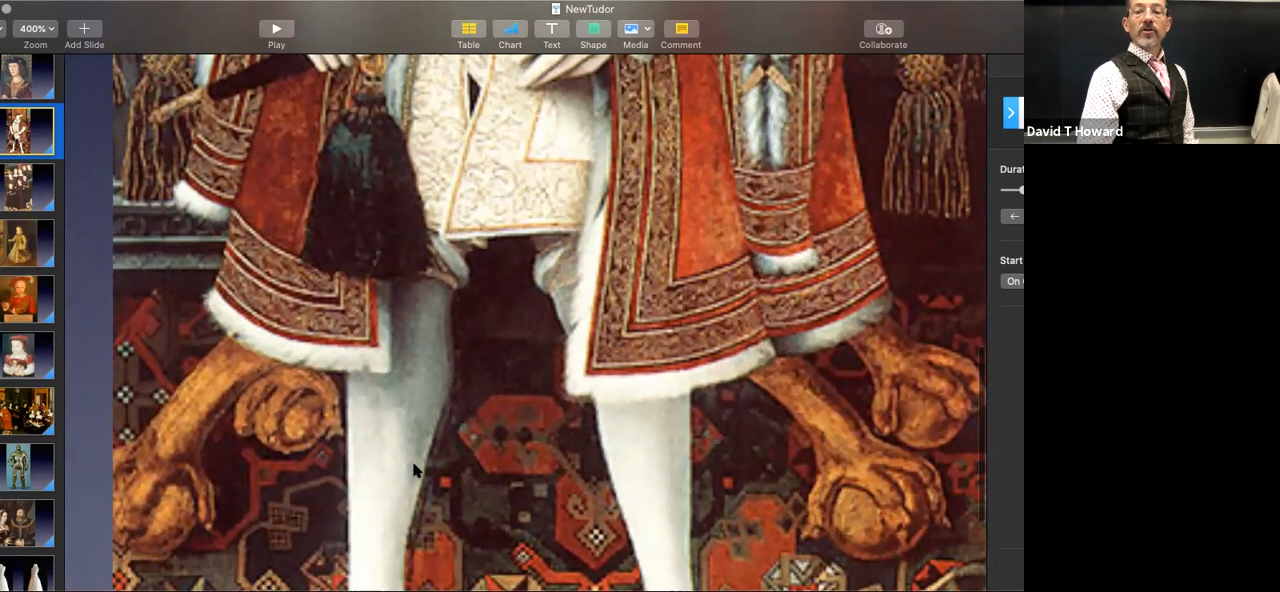 NewTudor
400%
Zoom
Add Slide
Play
Table
Chart
Text
Shape
Media
Comment
Collaborate
David T Howard
Durat
Start
On